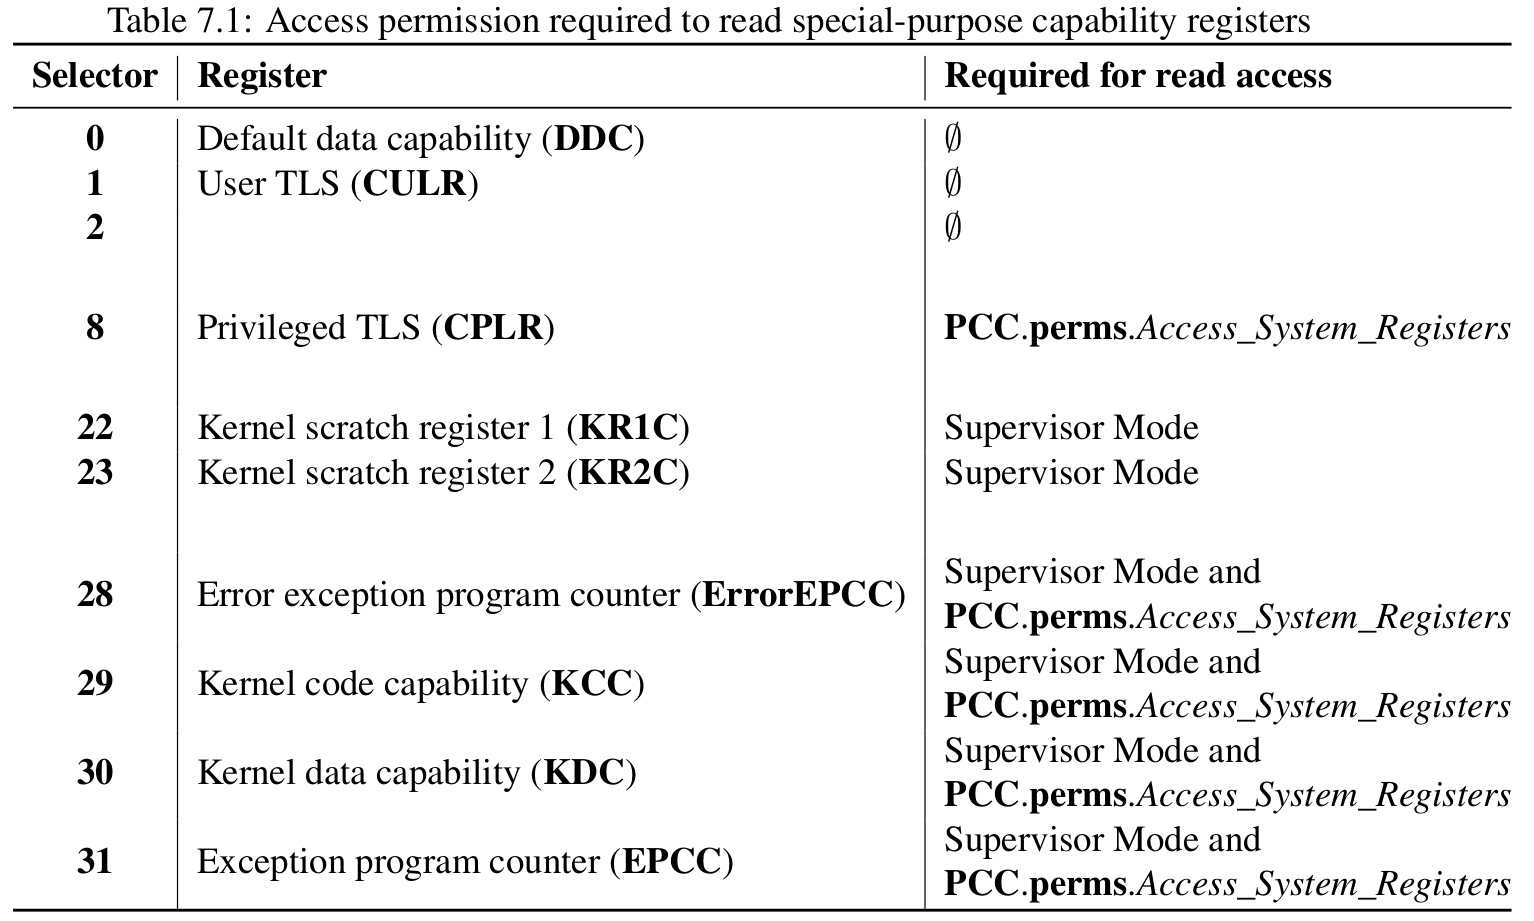 Table 7.1: Access permission required to read special-purpose capability registers
Selector Register Required for read access
0 Default data capability (DDC) ∅
1 User TLS (CULR) ∅
2 ∅
8 Privileged TLS (CPLR) PCC.perms.Access_System_Registers
22 Kernel scratch register 1 (KR1C) Supervisor Mode
23 Kernel scratch register 2 (KR2C) Supervisor Mode
28 Error exception program counter (ErrorEPCC) Supervisor Mode and
PCC.perms.Access_System_Registers
29 Kernel code capability (KCC) Supervisor Mode and
PCC.perms.Access_System_Registers
30 Kernel data capability (KDC) Supervisor Mode and
PCC.perms.Access_System_Registers
31 Exception program counter (EPCC) Supervisor Mode and
PCC.perms.Access_System_Registers